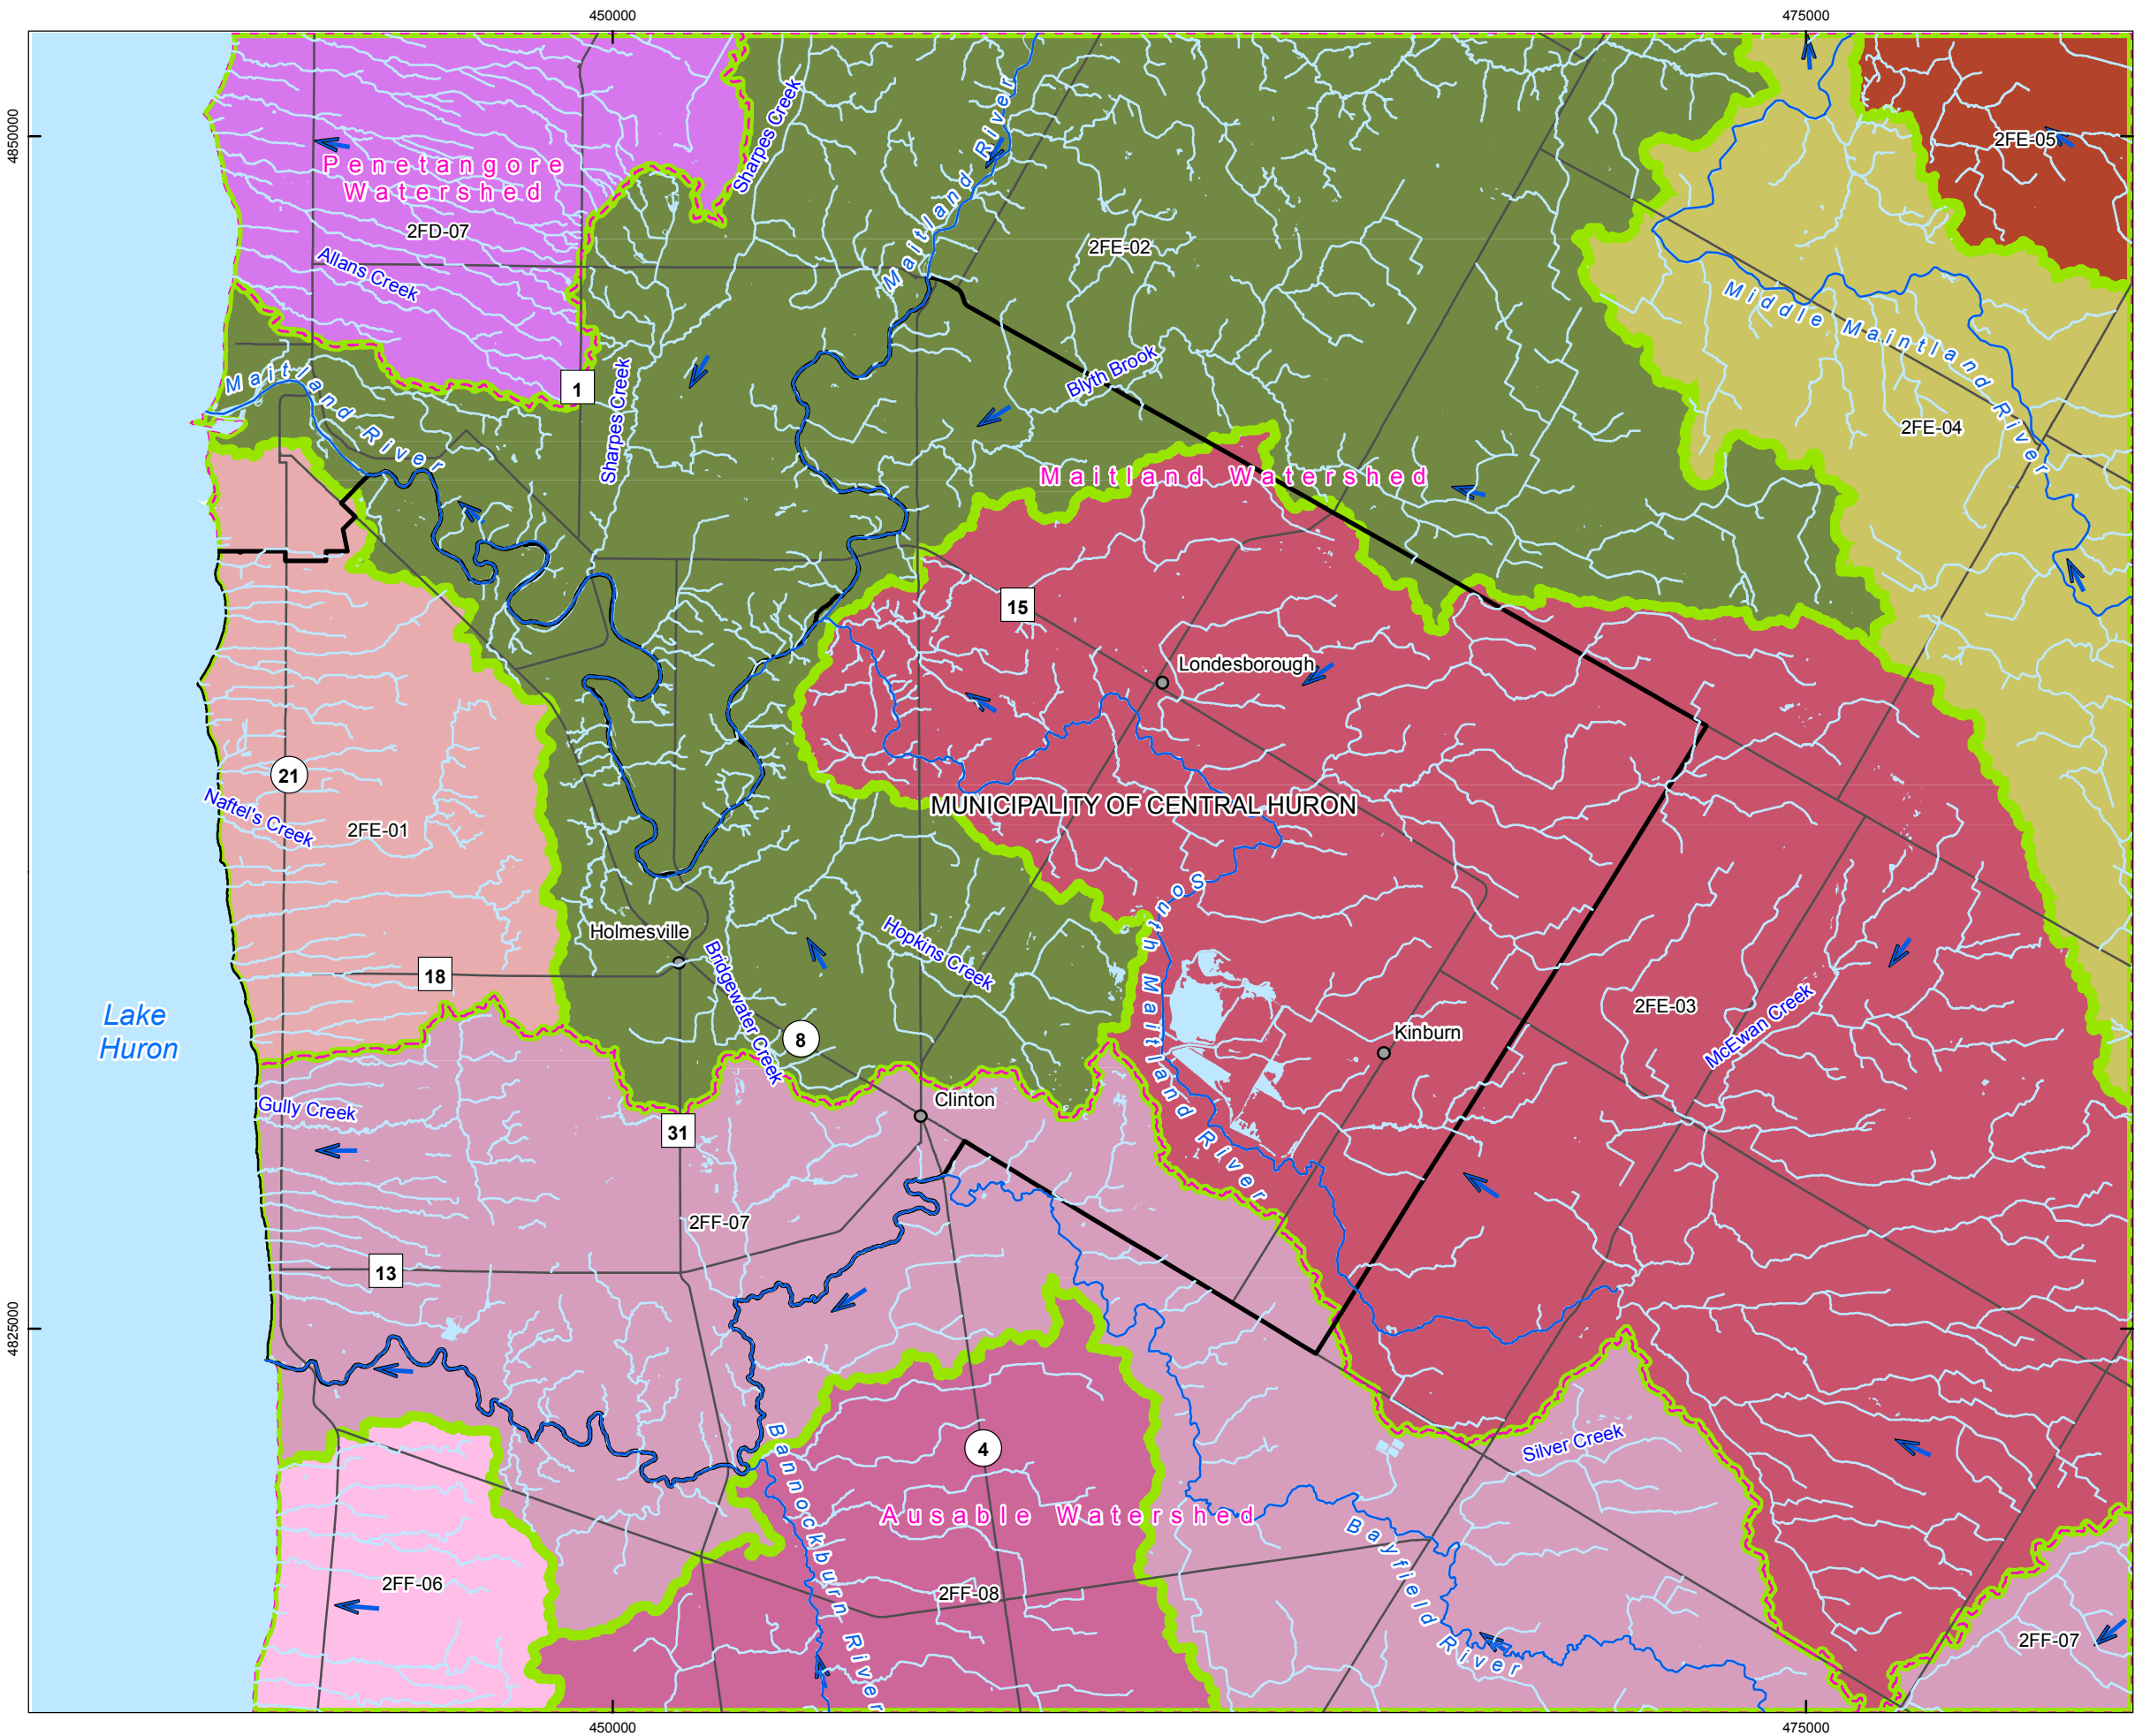 450000
475000
4850000
4825000
Penetangore
Watershed
2FD-07
Allans Creek
Sharpes Creek
Maitland River
2FE-02
2FE-05
Middle Maintland River
2FE-04
Maitland River
1
Sharpes Creek
Blyth Brook
Maitland Watershed
15
Londesborough
21
Naftel's Creek
2FE-01
MUNICIPALITY OF CENTRAL HURON
South Maitland River
Holmesville
Hopkins Creek
Bridgewater Creek
18
8
Lake
Huron
2FE-03
McEwan Creek
Kinburn
Gully Creek
Clinton
31
2FF-07
13
Bannockburn River
4
Silver Creek
Ausable Watershed
Bayfield River
2FF-06
2FF-08
2FF-07
450000
475000